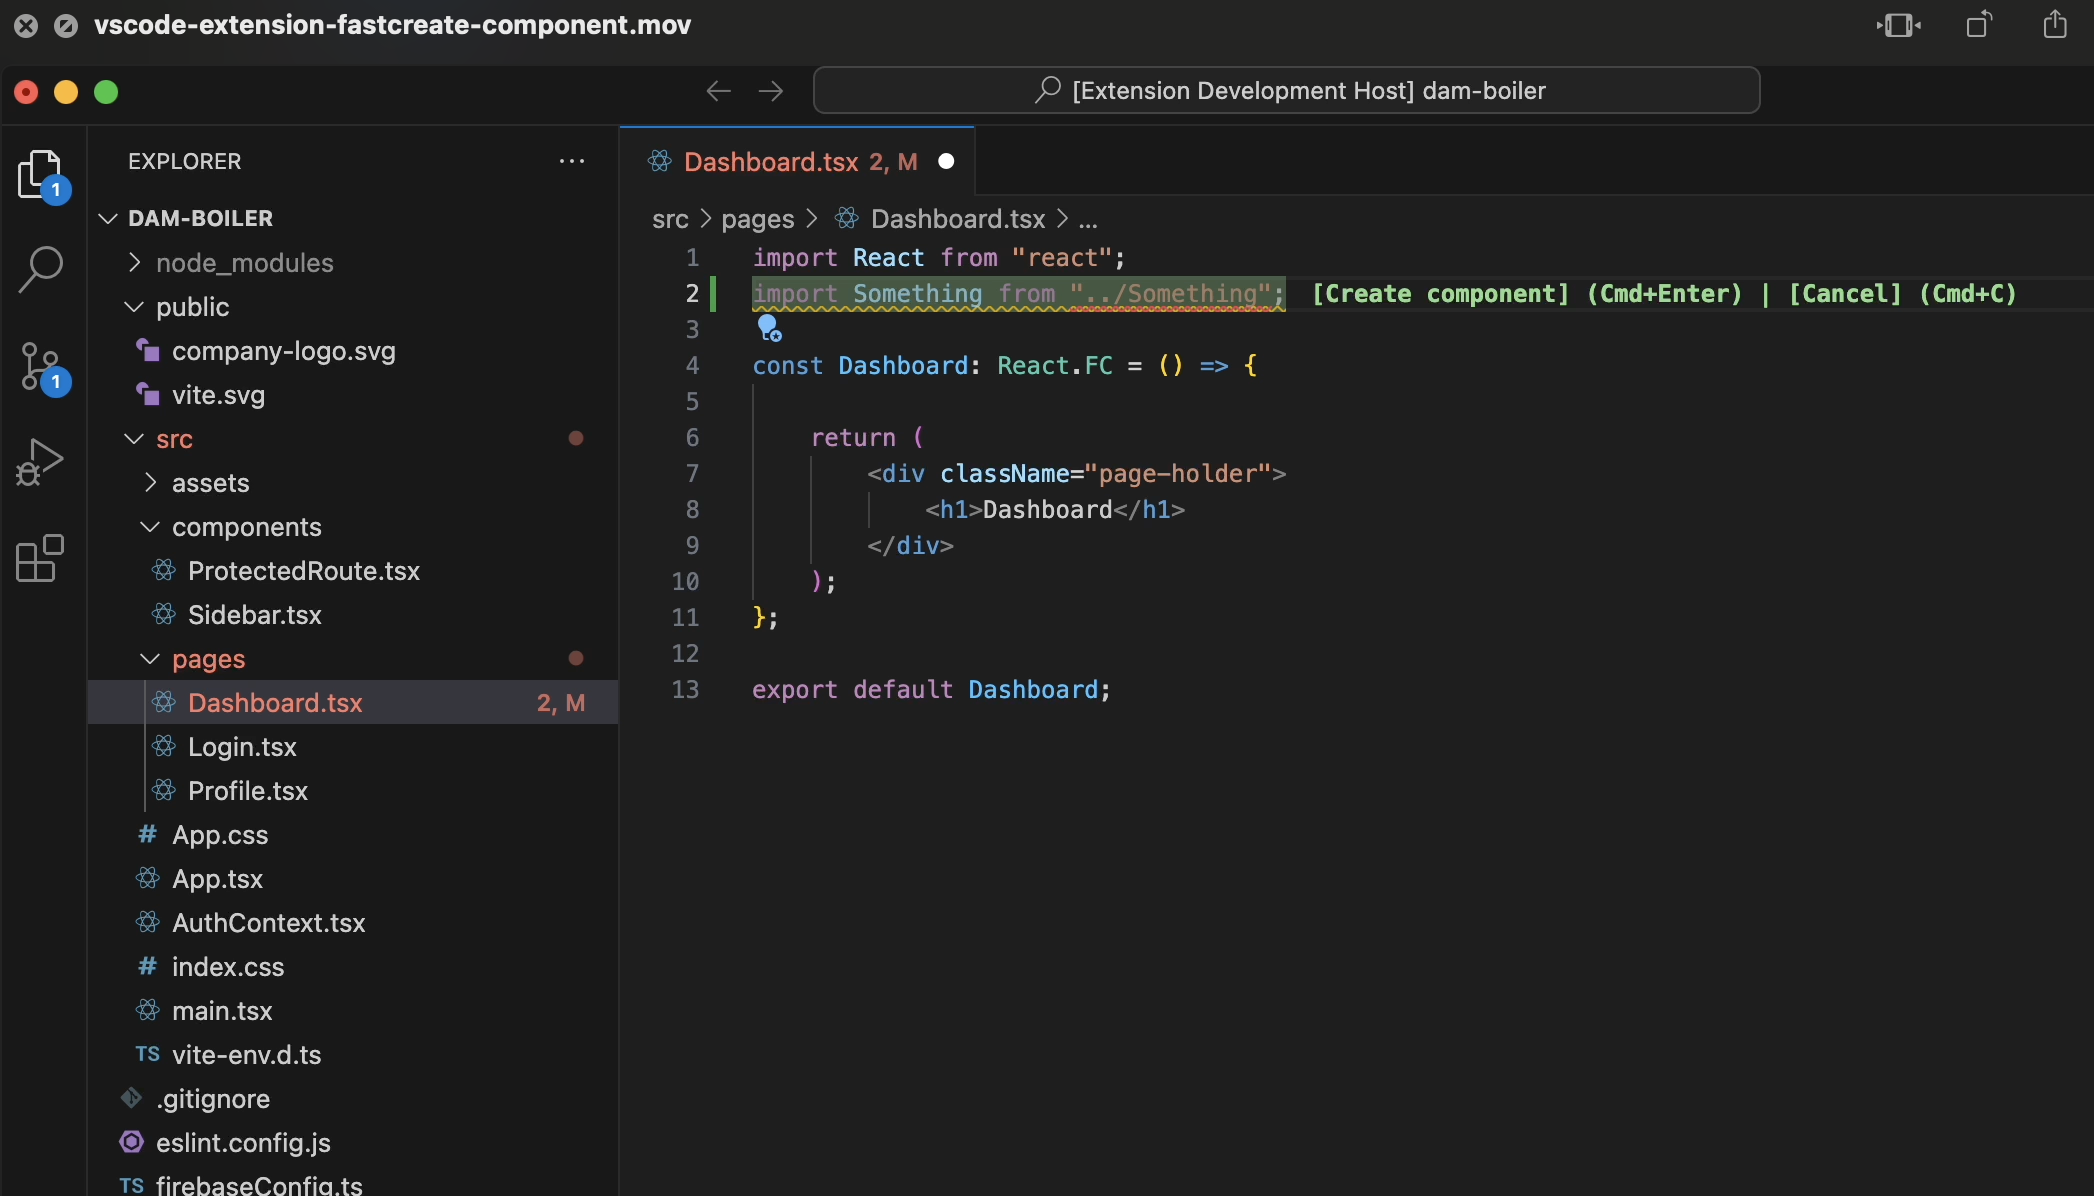 vscode-extension-fastcreate-component.mov
[Extension Development Host] dam-boiler
EXPLORER
DAM-BOILER
node_modules
public
company-logo.svg
vite.svg
src
assets
components
ProtectedRoute.tsx
Sidebar.tsx
pages
Dashboard.tsx 2, M
Login.tsx
Profile.tsx
# App.css
App.tsx
AuthContext.tsx
# index.css
main.tsx
TS vite-env.d.ts
.gitignore
eslint.config.js
TS firebaseConfig.ts
1
1
Dashboard.tsx 2, M
src > pages > Dashboard.tsx > ...
1 import React from "react";
2 import Something from "../Something"; [Create component] (Cmd+Enter) | [Cancel] (Cmd+C)
3
4 const Dashboard: React.FC = () => {
5
6 return (
7 <div className="page-holder">
8 <h1>Dashboard</h1>
9 </div>
10 );
11 };
12
13 export default Dashboard;